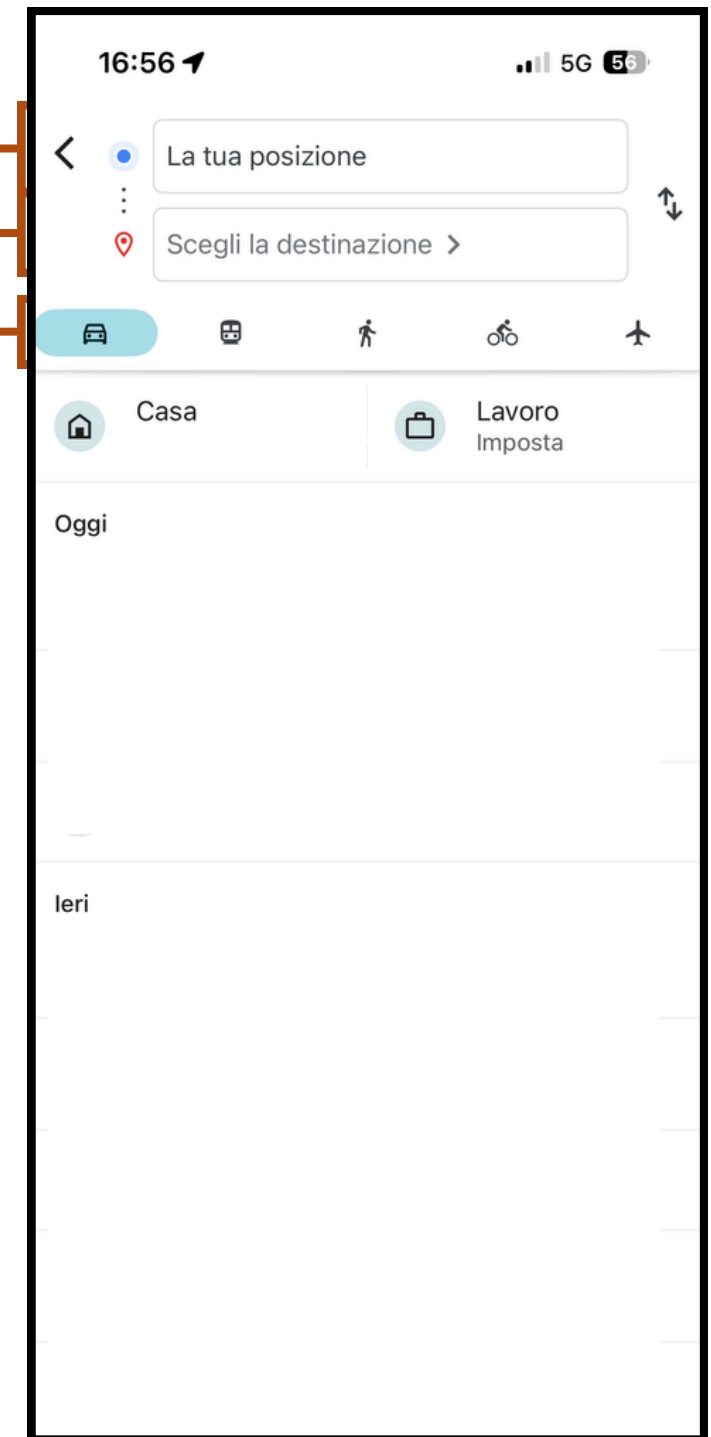 16:56 5G 56
La tua posizione
Scegli la destinazione
Casa
Lavoro
Imposta
Oggi
Ieri